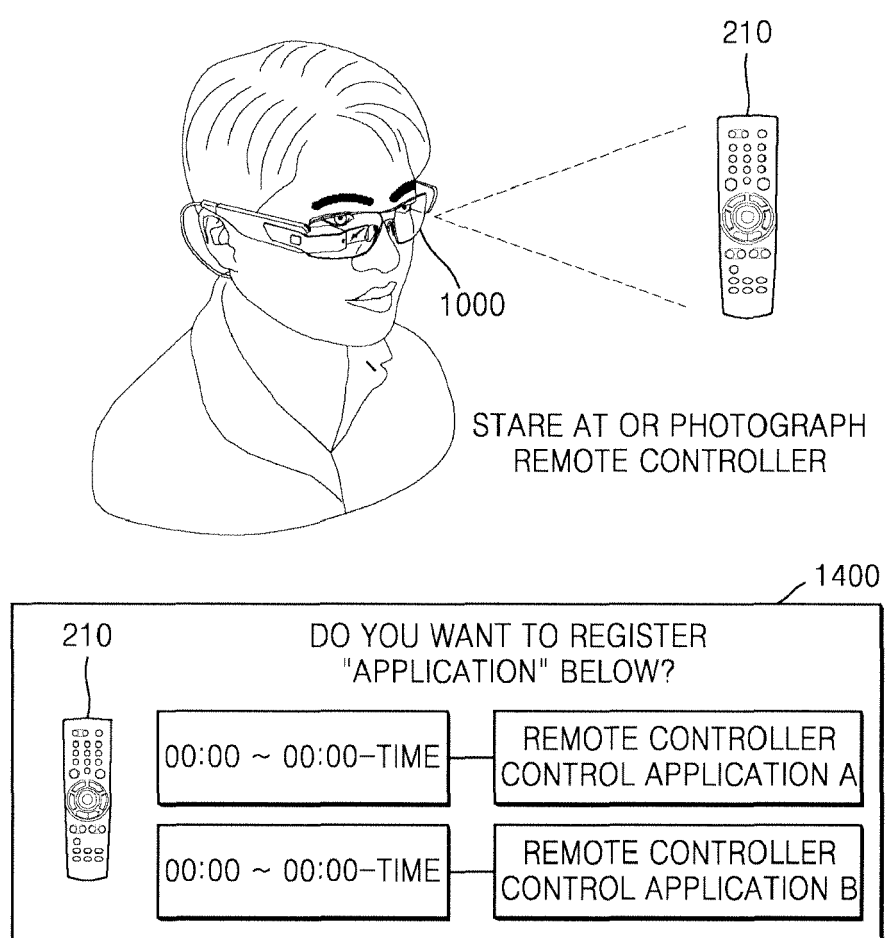 210
1000
STARE AT OR PHOTOGRAPH
REMOTE CONTROLLER
1400
210
DO YOU WANT TO REGISTER
"APPLICATION" BELOW?
00:00 ~ 00:00-TIME
REMOTE CONTROLLER
CONTROL APPLICATION A
00:00 ~ 00:00-TIME
REMOTE CONTROLLER
CONTROL APPLICATION B